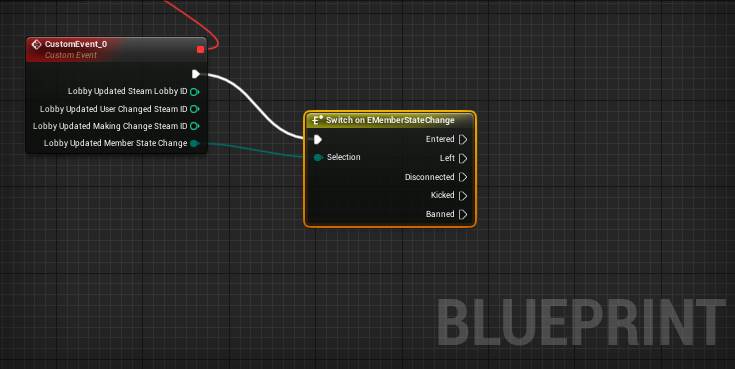 CustomEvent_0
Custom Event
Lobby Updated Steam Lobby ID
Lobby Updated User Changed Steam ID
Lobby Updated Making Change Steam ID
Lobby Updated Member State Change
Switch on EMemberStateChange
Selection
Entered
Left
Disconnected
Kicked
Banned
BLUEPRINT